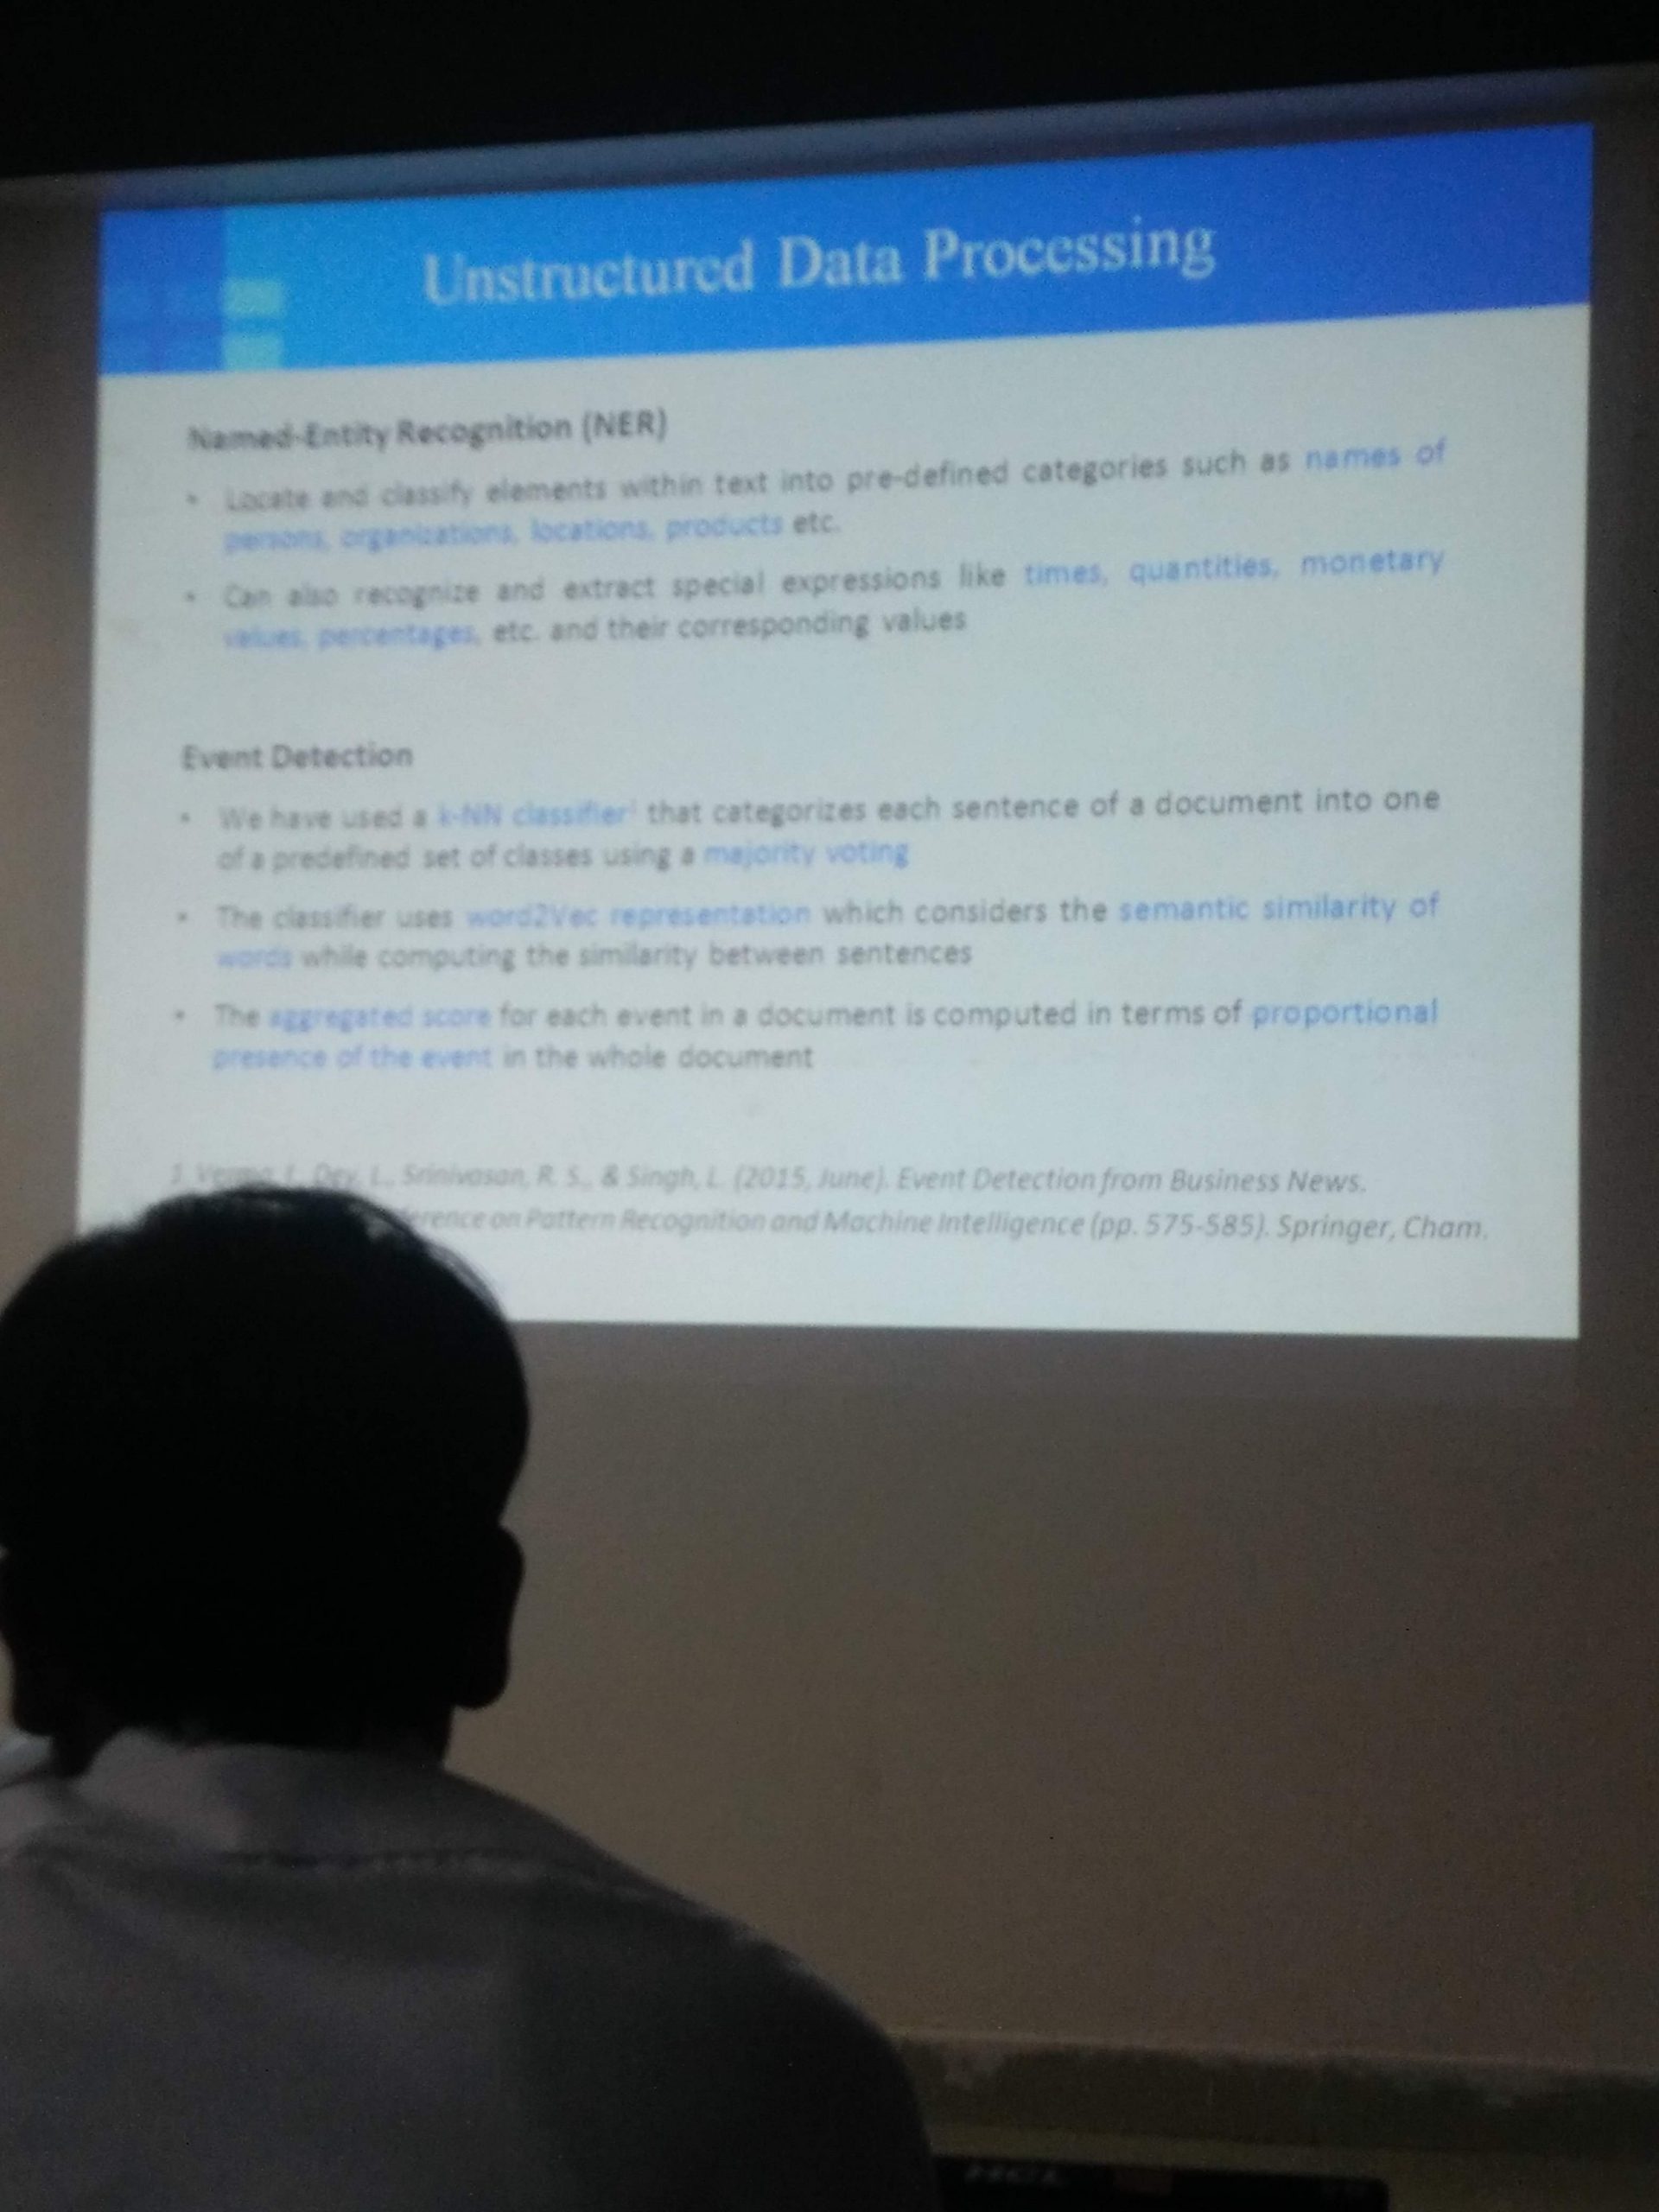 Unstructured Data Processing
Named-Entity Recognition (NER)
• Locate and classify elements within text into pre-defined categories such as names of
persons, organizations, locations, products etc.
• Can also recognize and extract special expressions like times, quantities, monetary
values, percentages, etc. and their corresponding values
Event Detection
• We have used a k-NN classifier¹ that categorizes each sentence of a document into one
of a predefined set of classes using a majority voting
• The classifier uses word2Vec representation which considers the semantic similarity of
words while computing the similarity between sentences
• The aggregated score for each event in a document is computed in terms of proportional
presence of the event in the whole document
1. Verma, I., Dey, L., Srinivasan, R. S., & Singh, L. (2015, June). Event Detection from Business News.
on Pattern Recognition and Machine Intelligence (pp. 575-585). Springer, Cham.